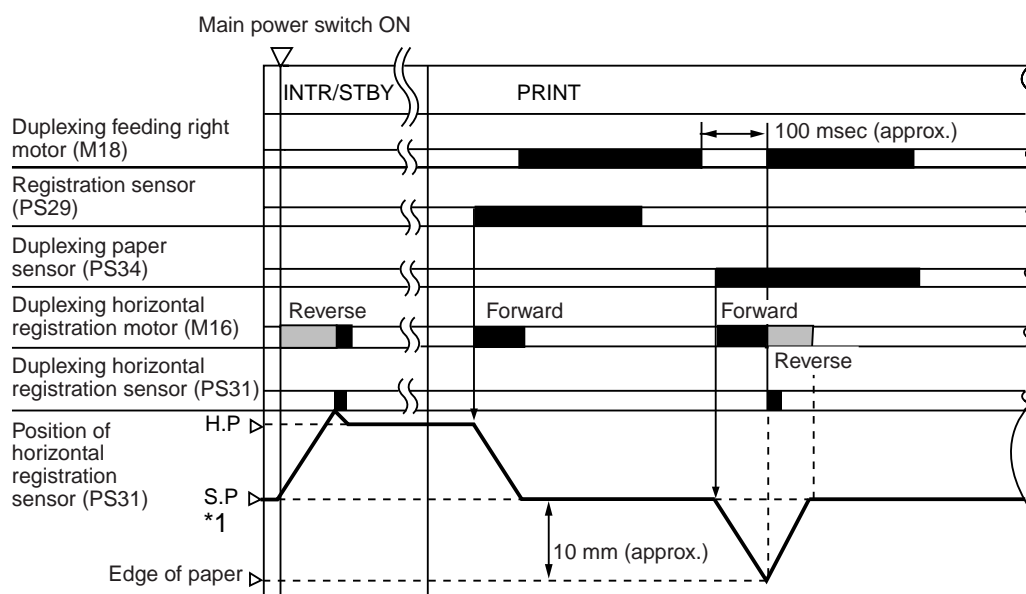 Main power switch ON
INTR/STBY
PRINT
Duplexing feeding right
motor (M18)
100 msec (approx.)
Registration sensor
(PS29)
Duplexing paper
sensor (PS34)
Duplexing horizontal
registration motor (M16)
Reverse
Forward
Forward
Reverse
Duplexing horizontal
registration sensor (PS31)
Position of
horizontal
registration
sensor (PS31)
H.P
S.P
*1
10 mm (approx.)
Edge of paper